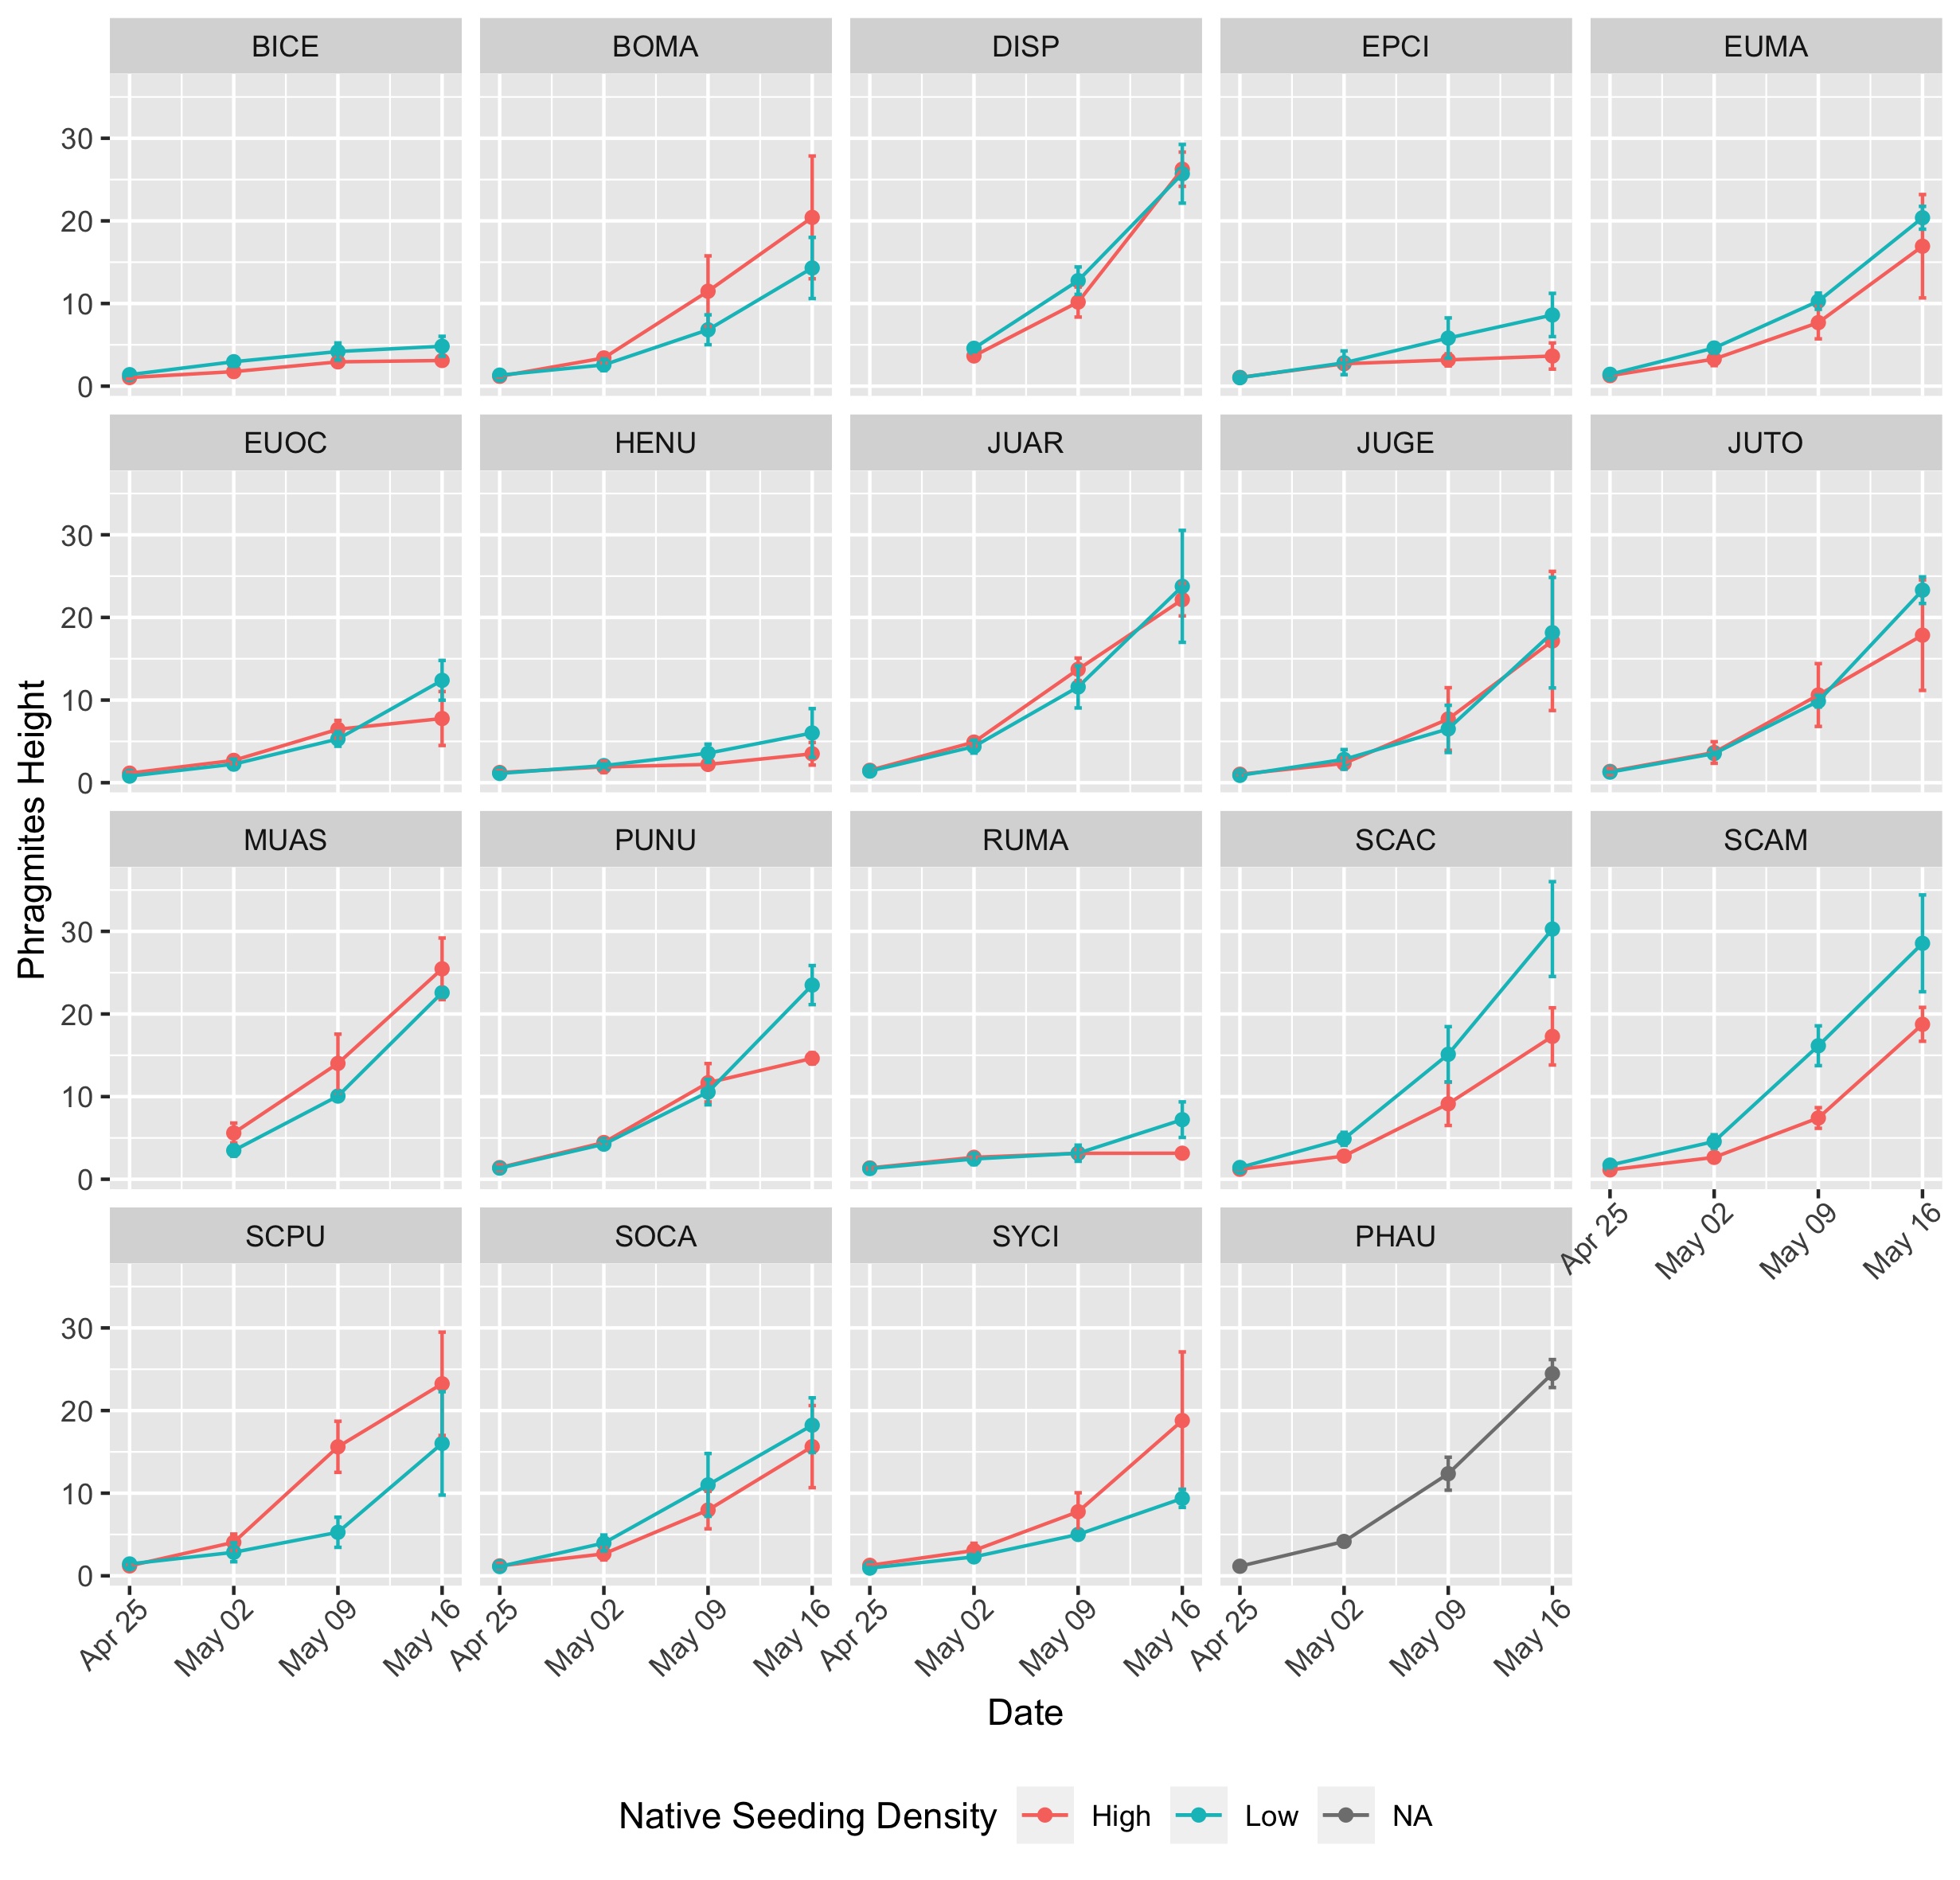 BICE BOMA DISP EPCI EUMA
30
20
10
0
EUOC HENU JUAR JUGE JUTO
30
20
10
0
MUAS PUNU RUMA SCAC SCAM
30
20
10
0
Apr 25 May 02 May 09 May 16
SCPU SOCA SYCI PHAU
30
20
10
0
Apr 25 May 02 May 09 May 16 Apr 25 May 02 May 09 May 16 Apr 25 May 02 May 09 May 16 Apr 25 May 02 May 09 May 16
Phragmites Height
Date
Native Seeding Density High Low NA